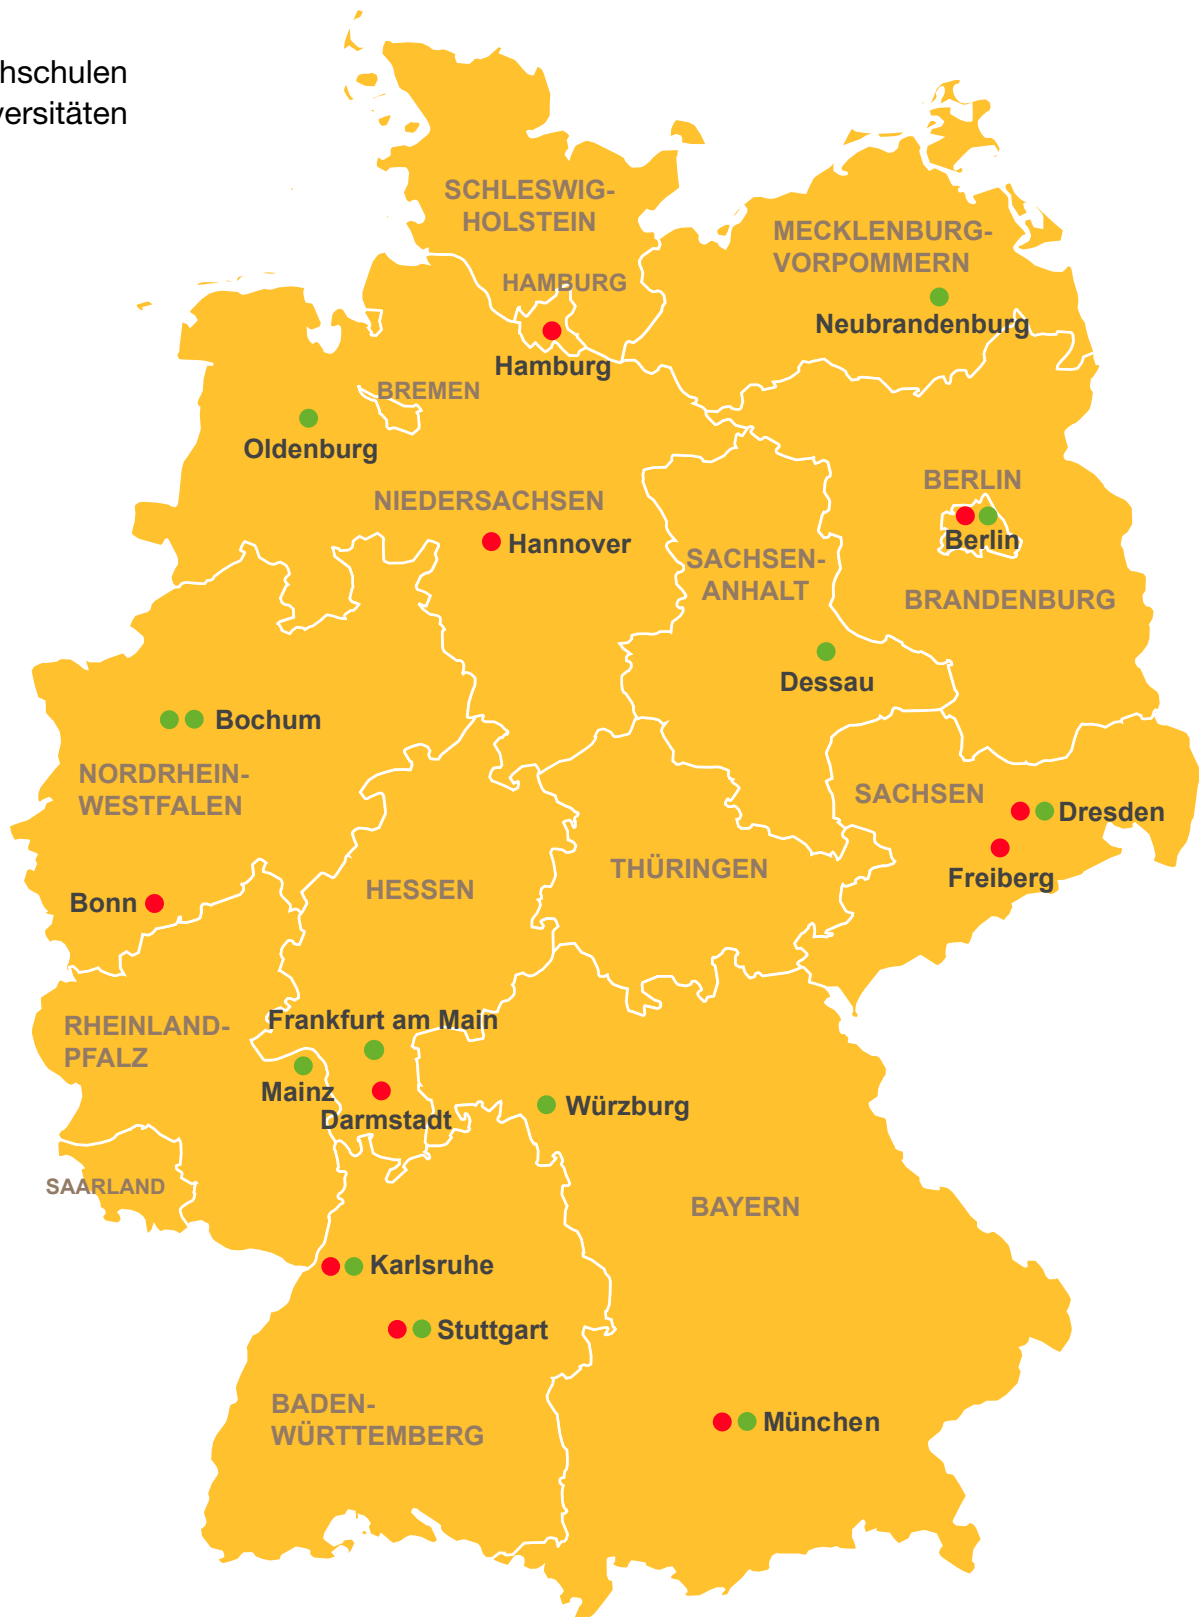 hschulen
versitäten
SCHLESWIG-
HOLSTEIN
MECKLENBURG-
VORPOMMERN
HAMBURG
Neubrandenburg
Hamburg
BREMEN
Oldenburg
BERLIN
NIEDERSACHSEN
Hannover
Berlin
SACHSEN-
ANHALT
BRANDENBURG
Dessau
Bochum
NORDRHEIN-
WESTFALEN
SACHSEN
Dresden
THÜRINGEN
Freiberg
HESSEN
Bonn
Frankfurt am Main
RHEINLAND-
PFALZ
Mainz
Würzburg
Darmstadt
SAARLAND
BAYERN
Karlsruhe
Stuttgart
BADEN-
WÜRTTEMBERG
München